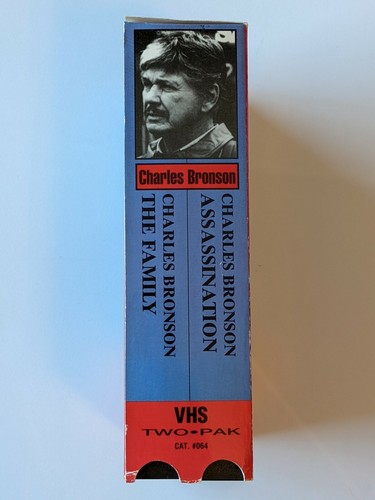 Charles Bronson
CHARLES BRONSON
ASSASSINATION
CHARLES BRONSON
THE FAMILY
VHS
TWO•PAK
CAT. #064